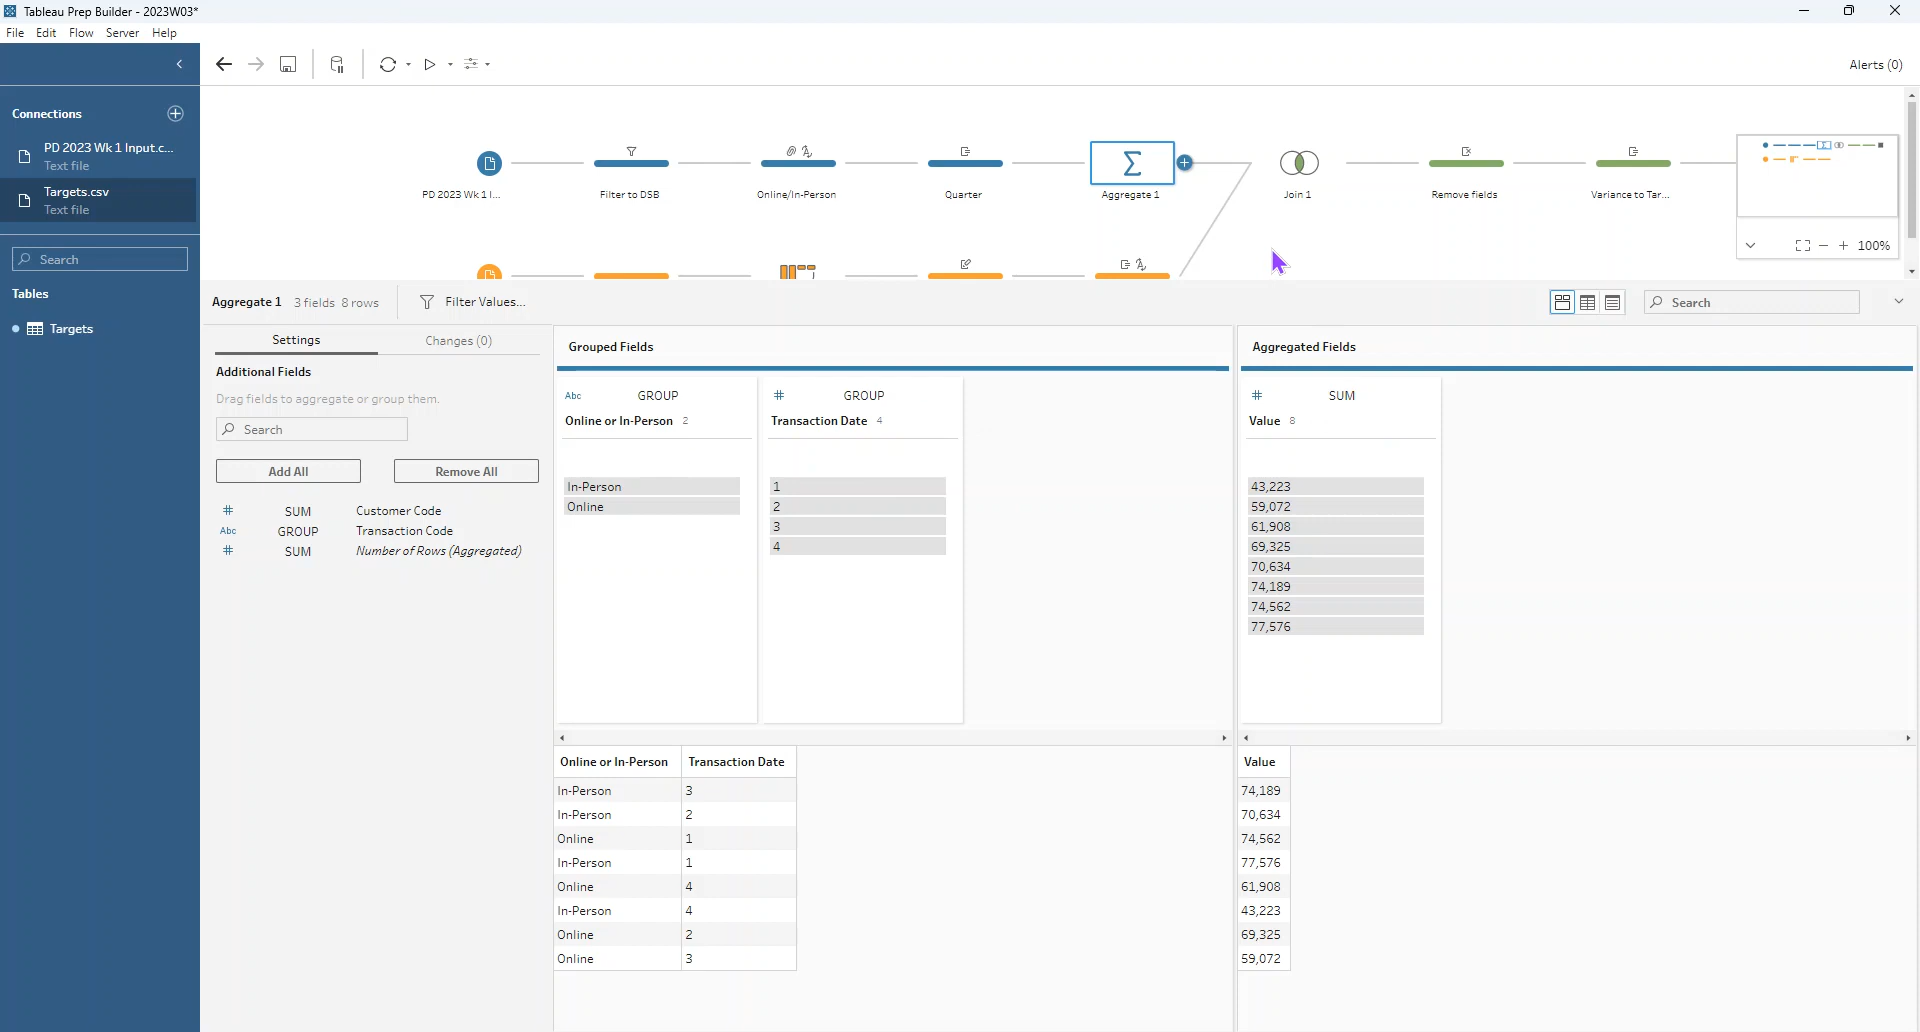 Tableau Prep Builder - 2023W03*
File Edit Flow Server Help
Alerts (0)
Connections
PD 2023 Wk 1 Input.c...
Text file
Targets.csv
Text file
Search
Tables
Targets
PD 2023 Wk 1 I...
Filter to DSB
Online/In-Person
Quarter
Aggregate 1
Join 1
Remove fields
Variance to Tar...
100%
Aggregate 1 3 fields 8 rows
Filter Values...
Search
Settings
Changes (0)
Additional Fields
Drag fields to aggregate or group them.
Search
Add All
Remove All
# SUM Customer Code
Abc GROUP Transaction Code
# SUM Number of Rows (Aggregated)
Grouped Fields
Abc GROUP
Online or In-Person 2
In-Person
Online
# GROUP
Transaction Date 4
1
2
3
4
Aggregated Fields
# SUM
Value 8
43,223
59,072
61,908
69,325
70,634
74,189
74,562
77,576
Online or In-Person Transaction Date Value
In-Person 3 74,189
In-Person 2 70,634
Online 1 74,562
In-Person 1 77,576
Online 4 61,908
In-Person 4 43,223
Online 2 69,325
Online 3 59,072